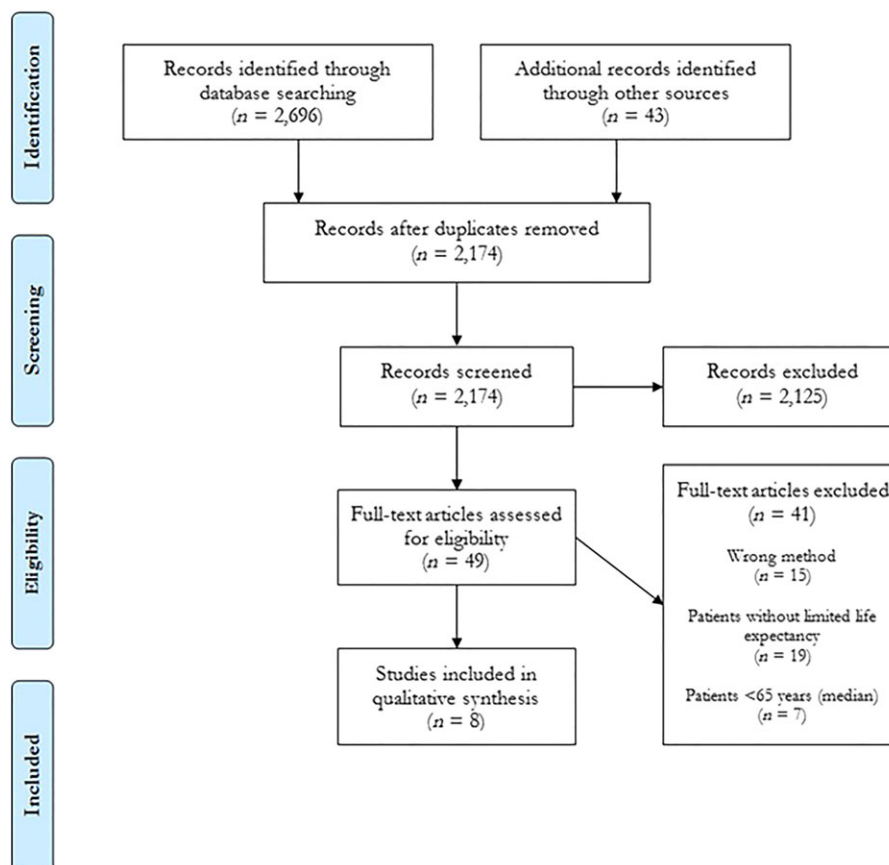 Identification
Records identified through
database searching
(n = 2,696)
Additional records identified
through other sources
(n = 43)
Records after duplicates removed
(n = 2,174)
Screening
Records screened
(n = 2,174)
Records excluded
(n = 2,125)
Eligibility
Full-text articles assessed
for eligibility
(n = 49)
Full-text articles excluded
(n = 41)
Wrong method
(n = 15)
Patients without limited life
expectancy
(n = 19)
Patients <65 years (median)
(n = 7)
Included
Studies included in
qualitative synthesis
(n = 8)